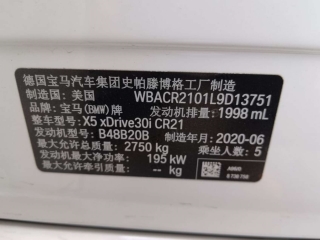 德国宝马汽车集团史帕滕博格工厂制造
制造国：美国 WBACR2101L9D13751
品牌：宝马(BMW)牌 发动机排量：1998 mL
整车型号：X5 xDrive30i CR21
发动机型号：B48B20B 制造年月：2020-06
最大允许总质量：2750 kg 乘坐人数：5
发动机最大净功率：195 kW
最大允许 -- kg